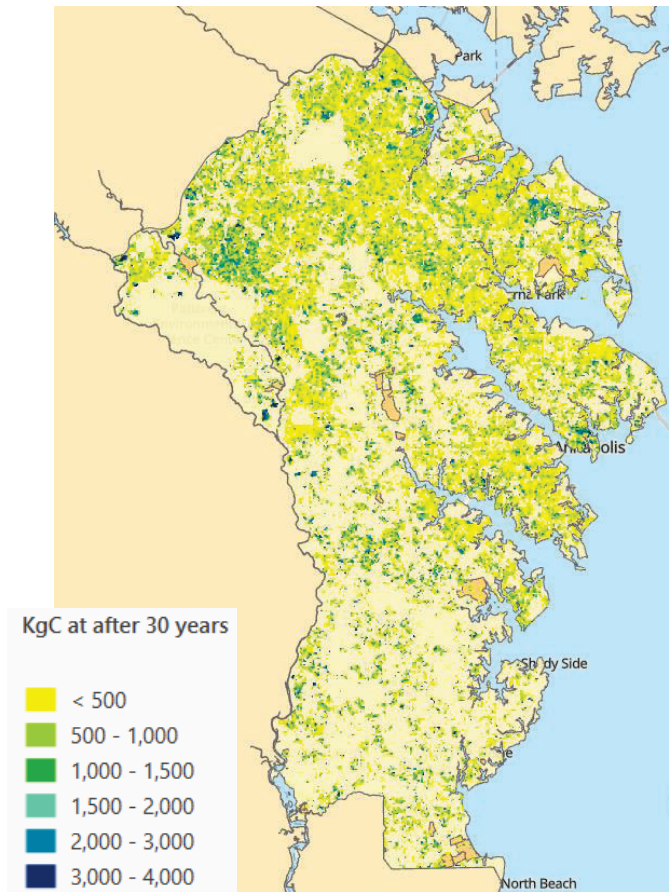 Park
Shady Side
North Beach
KgC at after 30 years
< 500
500 - 1,000
1,000 - 1,500
1,500 - 2,000
2,000 - 3,000
3,000 - 4,000